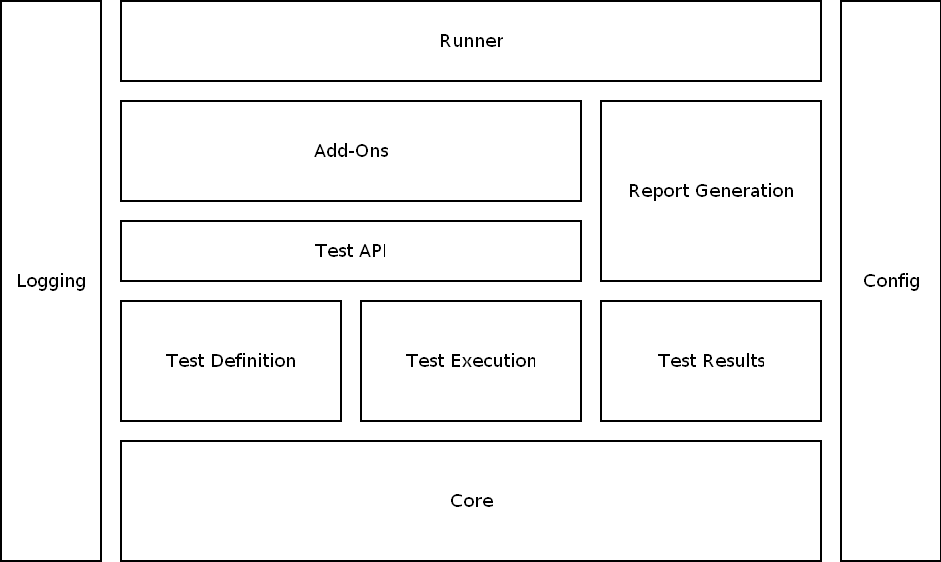 Runner
Add-Ons
Report Generation
Test API
Logging
Config
Test Definition
Test Execution
Test Results
Core